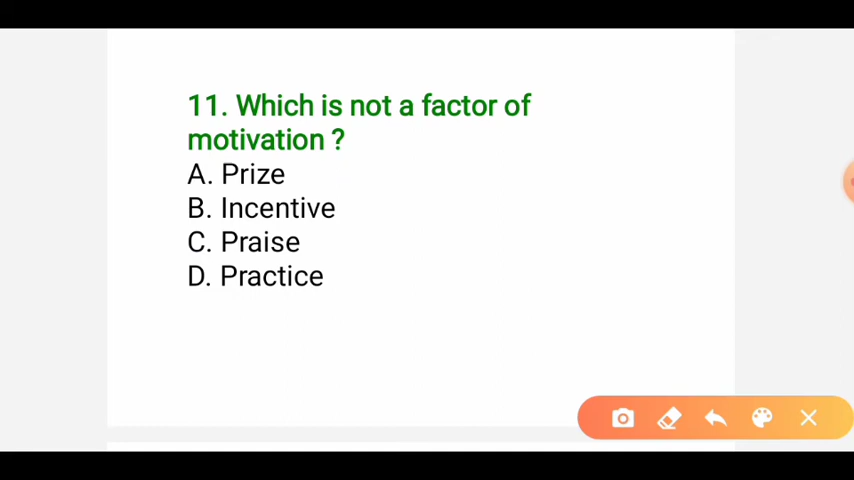 11. Which is not a factor of
motivation ?
A. Prize
B. Incentive
C. Praise
D. Practice